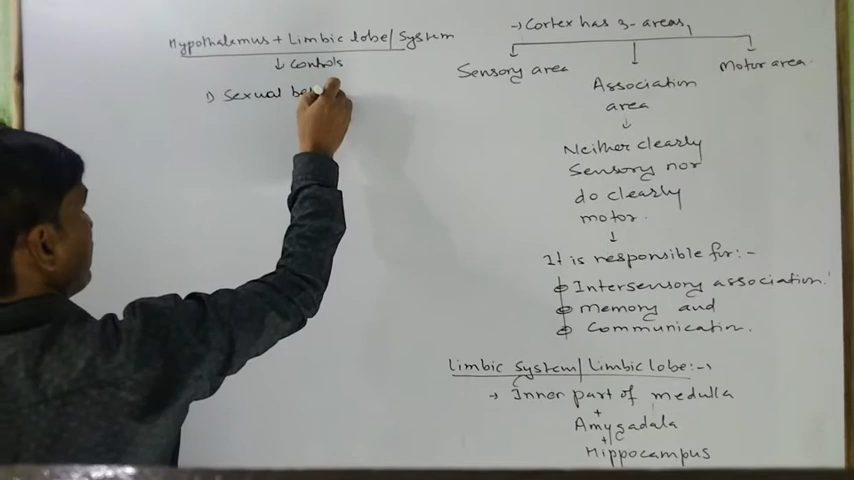 Hypothalamus + Limbic lobe/System
↓ Controls
1) Sexual be
→ Cortex has 3-areas,
Sensory area
Association area
Motor area.
↓
Neither clearly
Sensory nor
do clearly
motor.
↓
It is responsible for:-
Intersensory association.
Memory and
Communication.
Limbic system/Limbic lobe:-→
→ Inner part of medulla
+
Amygadala
+
Hippocampus